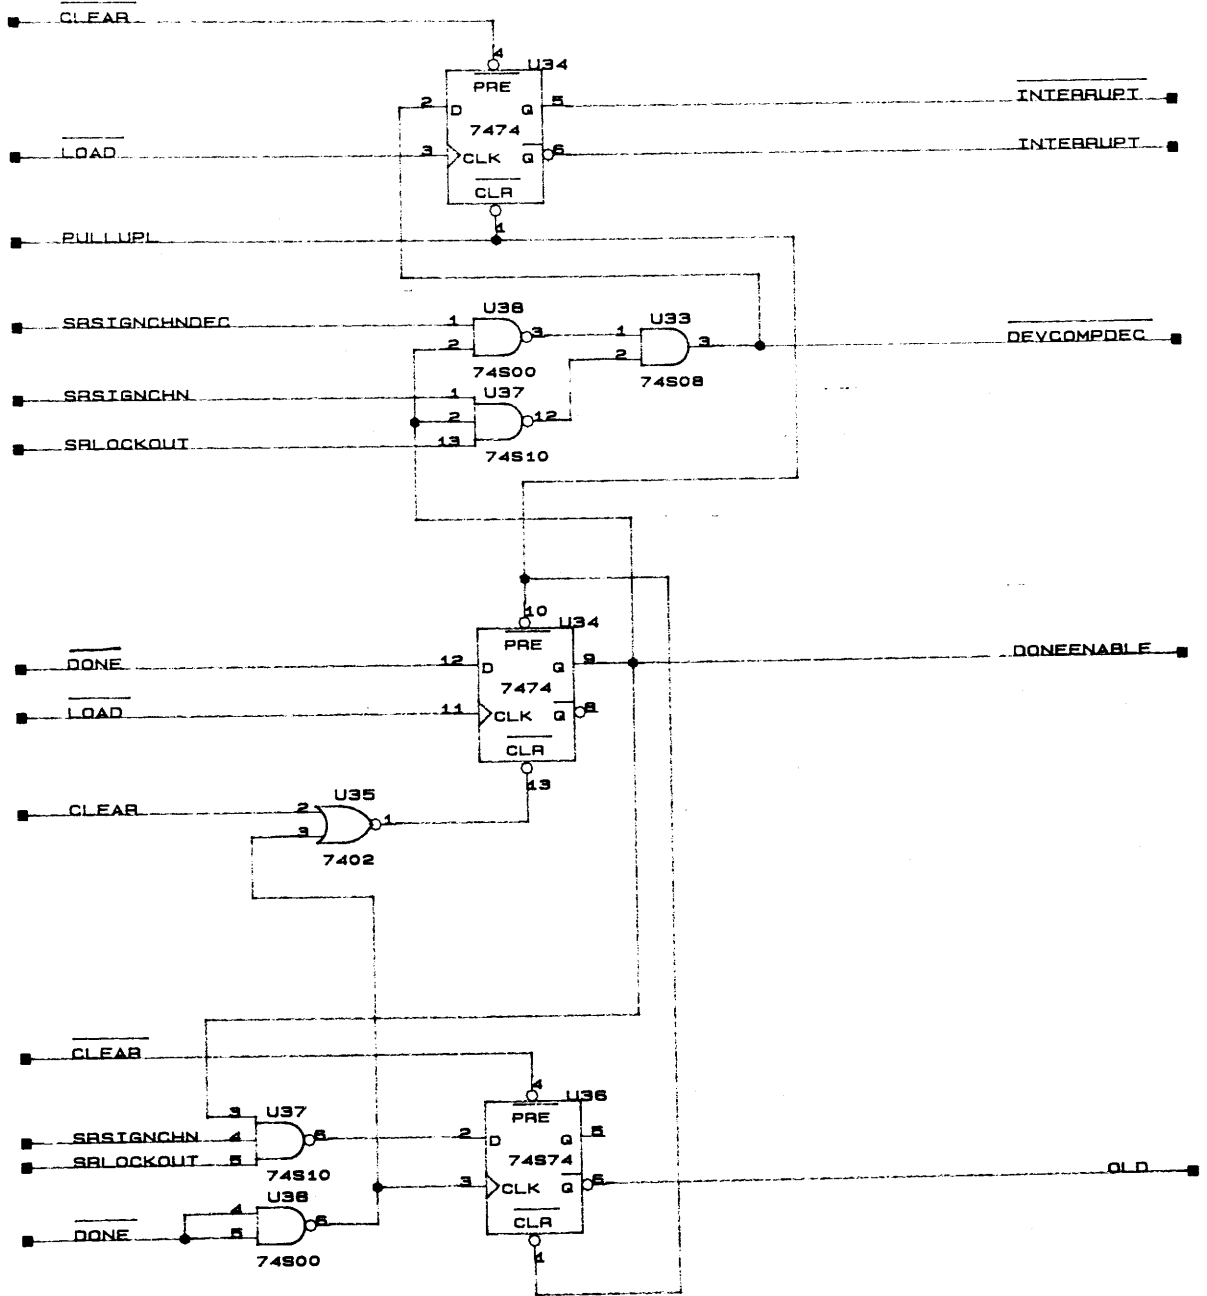 CLEAR
4 U34
PRE
2 D Q 5 INTERRUPT
7474
LOAD 3 CLK Q 6 INTERRUPT
CLR
1
PULLUPL
U38
SRSIGNCHNDEC 1 3 1 U33
2 2 3 DEVCOMPDEC
74S00 74S08
SRSIGNCHN 1 U37
2 12
SRLOCKOUT 13
74S10
10 U34
PRE
DONE 12 D Q 9 DONEENABLE
7474
LOAD 11 CLK Q 8
CLR
13
CLEAR 2 U35
3 1
7402
CLEAR
4 U36
PRE
3 U37
SRSIGNCHN 4 6 2 D Q 5
SRLOCKOUT 5
74S10 74S74
3 CLK Q 6 OLD
U38
4 6 CLR
DONE 5 1
74S00